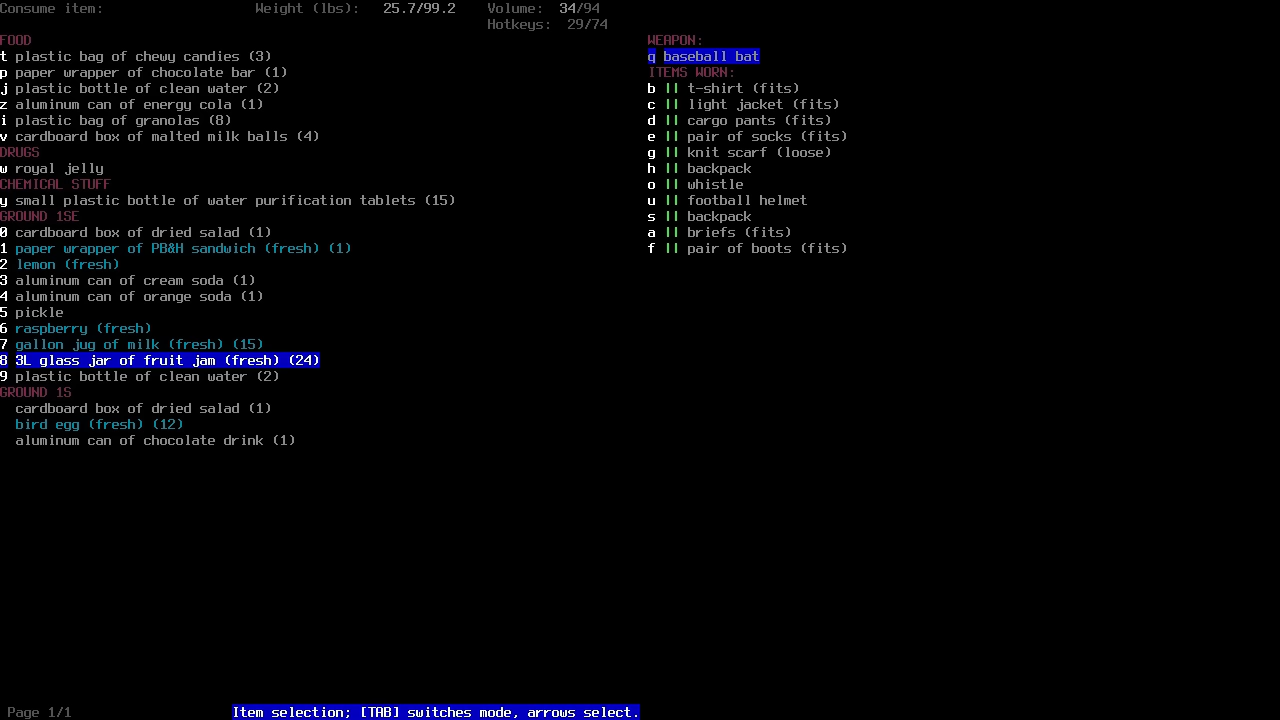 Consume item: Weight (lbs): 25.7/99.2 Volume: 34/94
Hotkeys: 29/74
FOOD
t plastic bag of chewy candies (3)
p paper wrapper of chocolate bar (1)
j plastic bottle of clean water (2)
z aluminum can of energy cola (1)
i plastic bag of granolas (8)
v cardboard box of malted milk balls (4)
DRUGS
w royal jelly
CHEMICAL STUFF
y small plastic bottle of water purification tablets (15)
GROUND 1SE
0 cardboard box of dried salad (1)
1 paper wrapper of PB&H sandwich (fresh) (1)
2 lemon (fresh)
3 aluminum can of cream soda (1)
4 aluminum can of orange soda (1)
5 pickle
6 raspberry (fresh)
7 gallon jug of milk (fresh) (15)
8 3L glass jar of fruit jam (fresh) (24)
9 plastic bottle of clean water (2)
GROUND 1S
cardboard box of dried salad (1)
bird egg (fresh) (12)
aluminum can of chocolate drink (1)
WEAPON:
q baseball bat
ITEMS WORN:
b || t-shirt (fits)
c || light jacket (fits)
d || cargo pants (fits)
e || pair of socks (fits)
g || knit scarf (loose)
h || backpack
o || whistle
u || football helmet
s || backpack
a || briefs (fits)
f || pair of boots (fits)
Page 1/1 Item selection; [TAB] switches mode, arrows select.